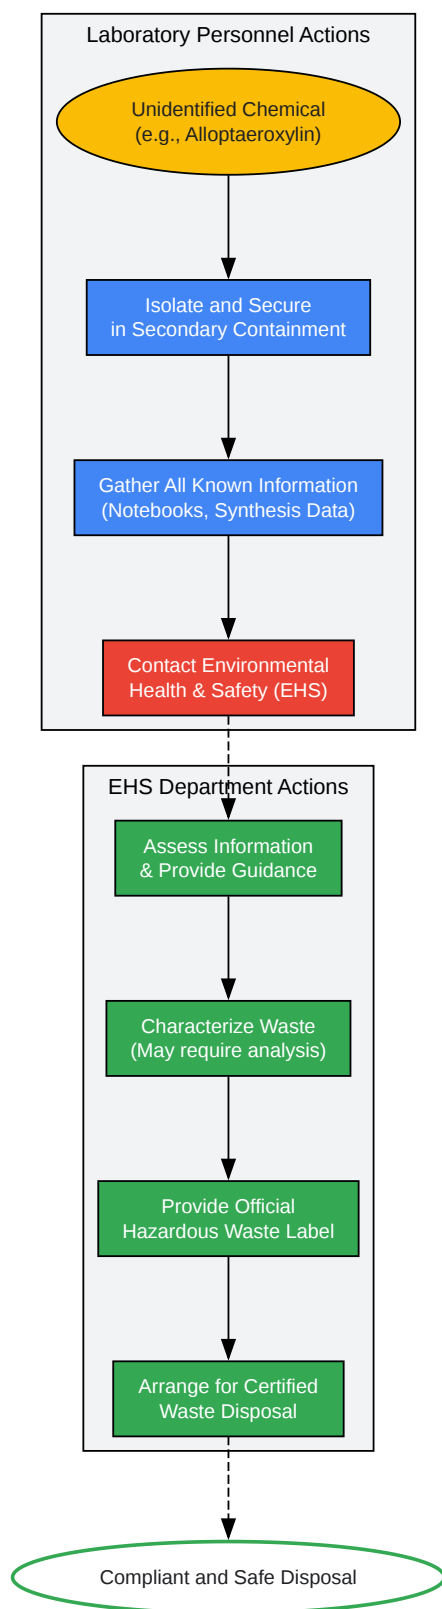 Laboratory Personnel Actions
Unidentified Chemical
(e.g., Alloptaeroxylin)
Isolate and Secure
in Secondary Containment
Gather All Known Information
(Notebooks, Synthesis Data)
Contact Environmental
Health & Safety (EHS)
EHS Department Actions
Assess Information
& Provide Guidance
Characterize Waste
(May require analysis)
Provide Official
Hazardous Waste Label
Arrange for Certified
Waste Disposal
Compliant and Safe Disposal